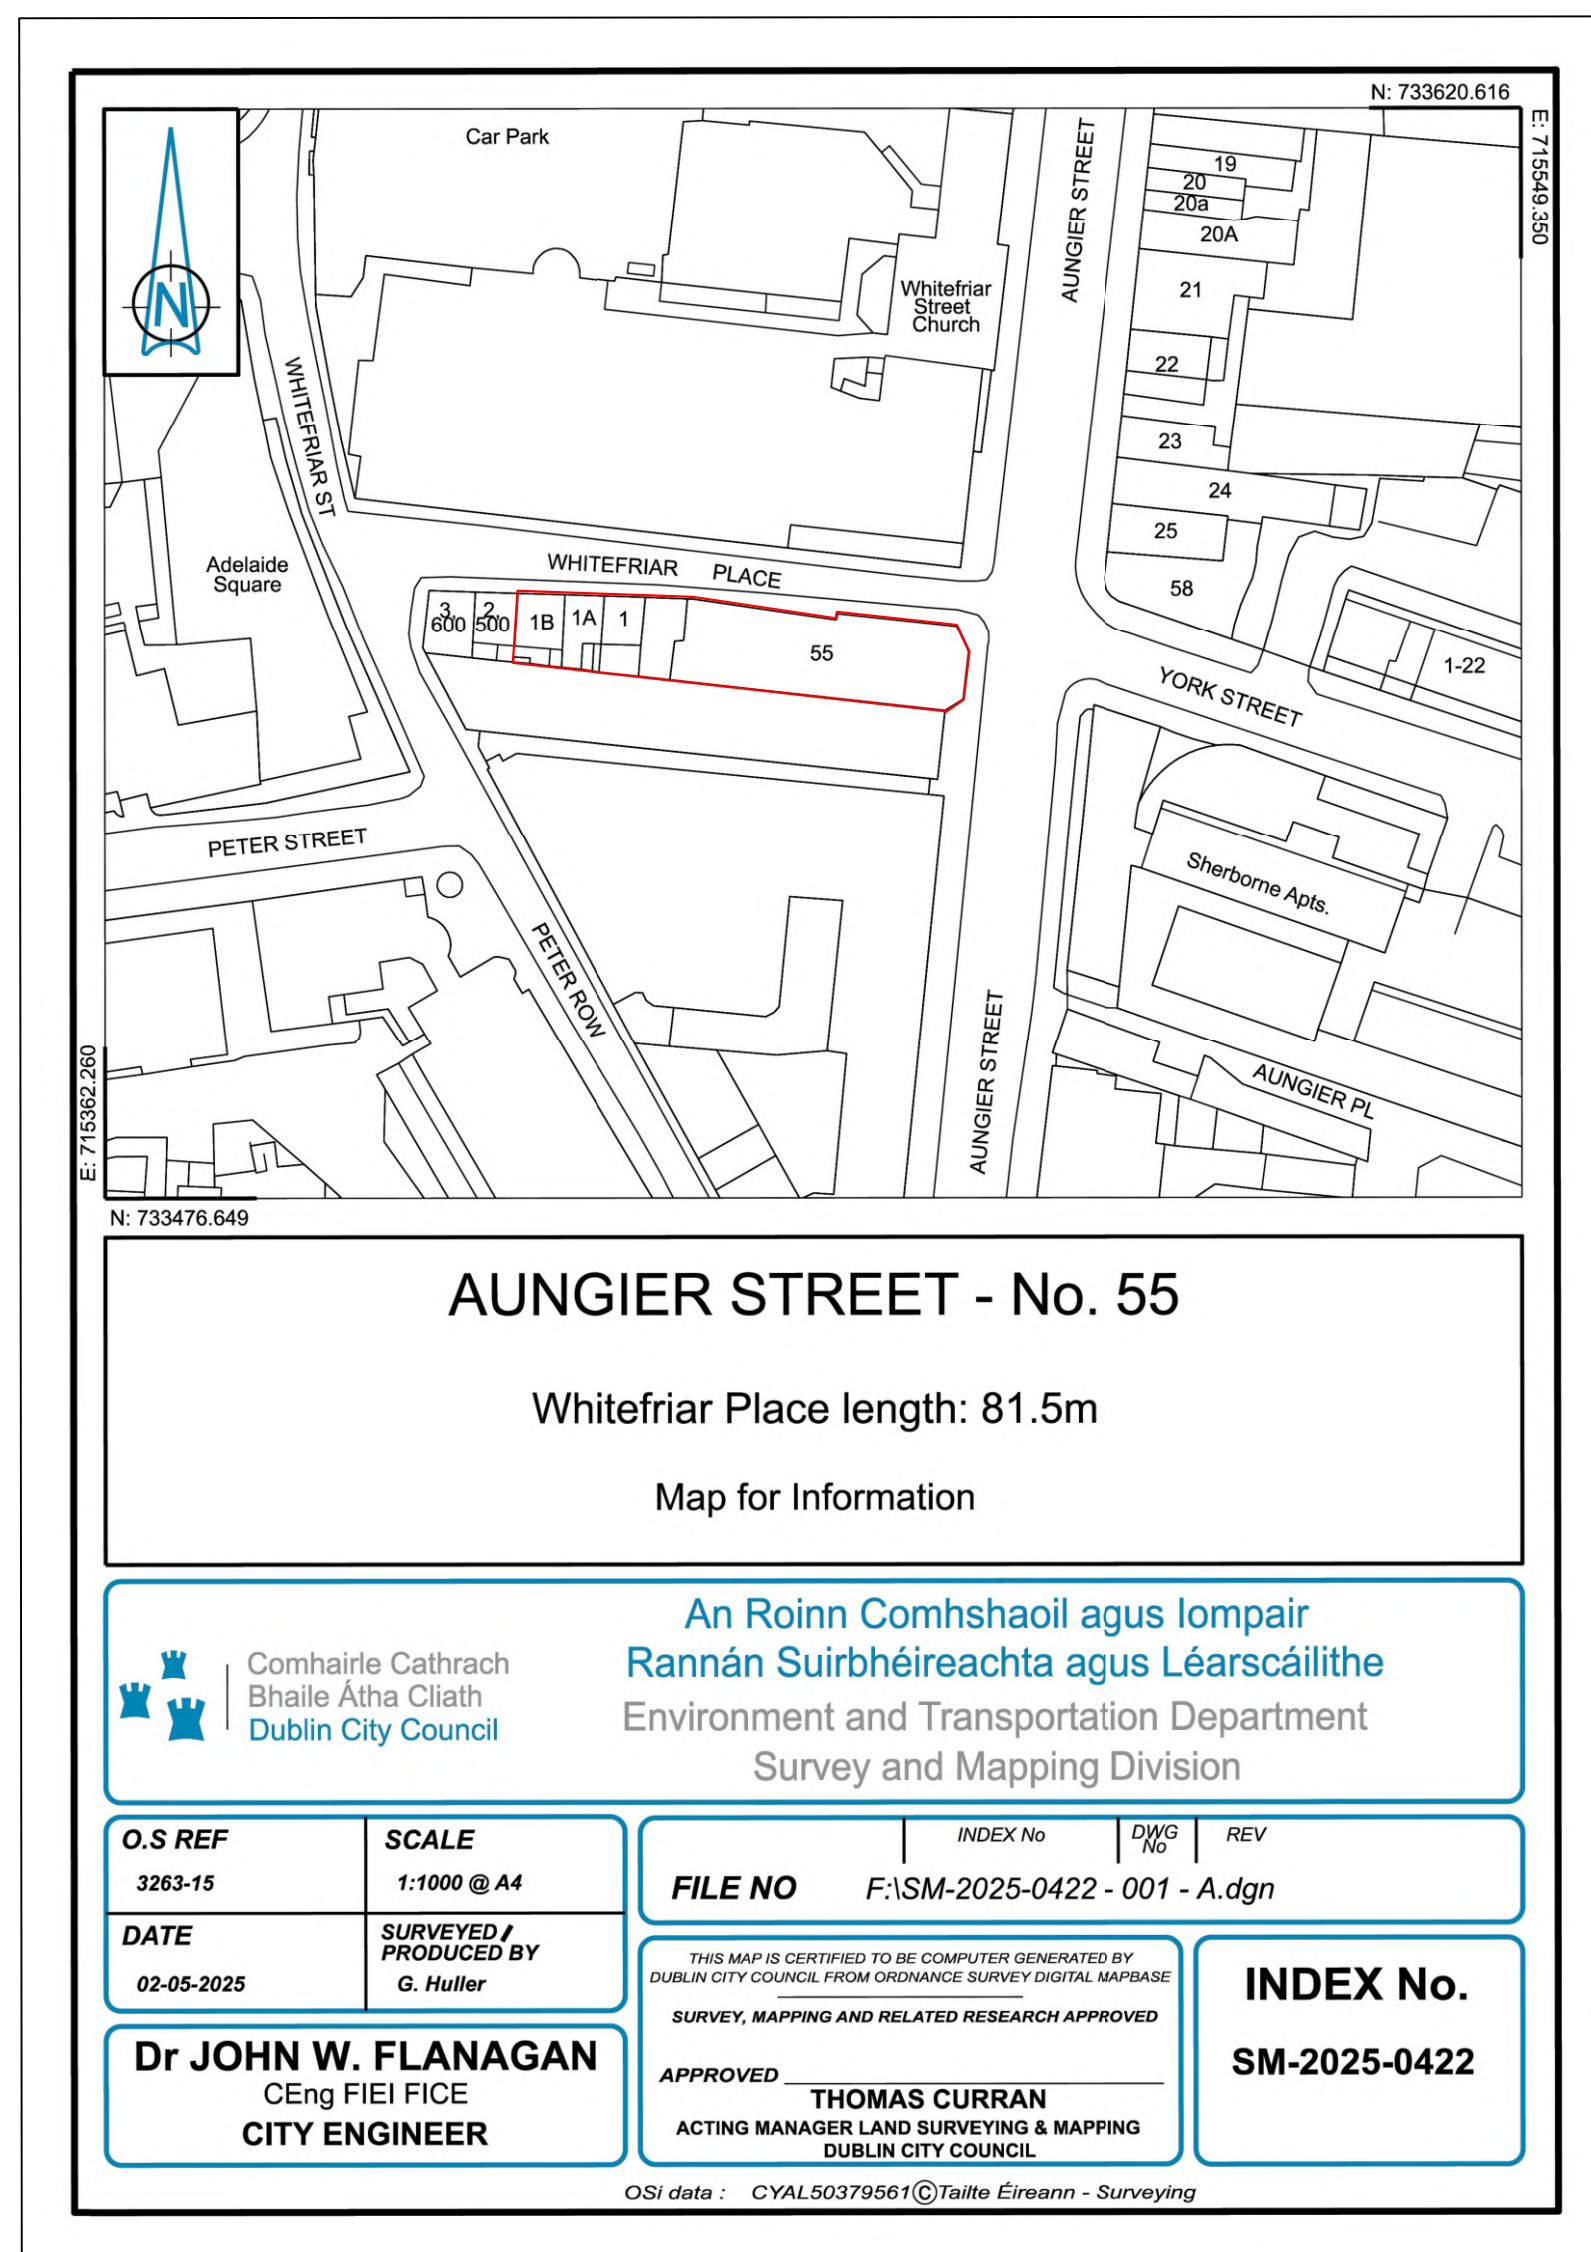 N: 733620.616
E: 715549.350
Car Park
AUNGIER STREET
19
20
20a
20A
21
Whitefriar
Street
Church
N
22
WHITEFRIAR ST
23
24
25
WHITEFRIAR PLACE
Adelaide
Square
58
3,
600
2,
500
1B
1A
1
55
1-22
YORK STREET
PETER STREET
Sherborne Apts.
PETER ROW
AUNGIER STREET
AUNGIER PL
E: 715362.260
N: 733476.649
AUNGIER STREET - No. 55
Whitefriar Place length: 81.5m
Map for Information
Comhairle Cathrach
Bhaile Átha Cliath
Dublin City Council
An Roinn Comhshaoil agus Iompair
Rannán Suirbhéireachta agus Léarscáilithe
Environment and Transportation Department
Survey and Mapping Division
O.S REF
3263-15
SCALE
1:1000 @ A4
DATE
02-05-2025
SURVEYED /
PRODUCED BY
G. Huller
INDEX No
DWG
No
REV
FILE NO F:\SM-2025-0422 - 001 - A.dgn
Dr JOHN W. FLANAGAN
CEng FIEI FICE
CITY ENGINEER
THIS MAP IS CERTIFIED TO BE COMPUTER GENERATED BY
DUBLIN CITY COUNCIL FROM ORDNANCE SURVEY DIGITAL MAPBASE
SURVEY, MAPPING AND RELATED RESEARCH APPROVED
APPROVED
THOMAS CURRAN
ACTING MANAGER LAND SURVEYING & MAPPING
DUBLIN CITY COUNCIL
INDEX No.
SM-2025-0422
OSi data : CYAL50379561©Tailte Éireann - Surveying